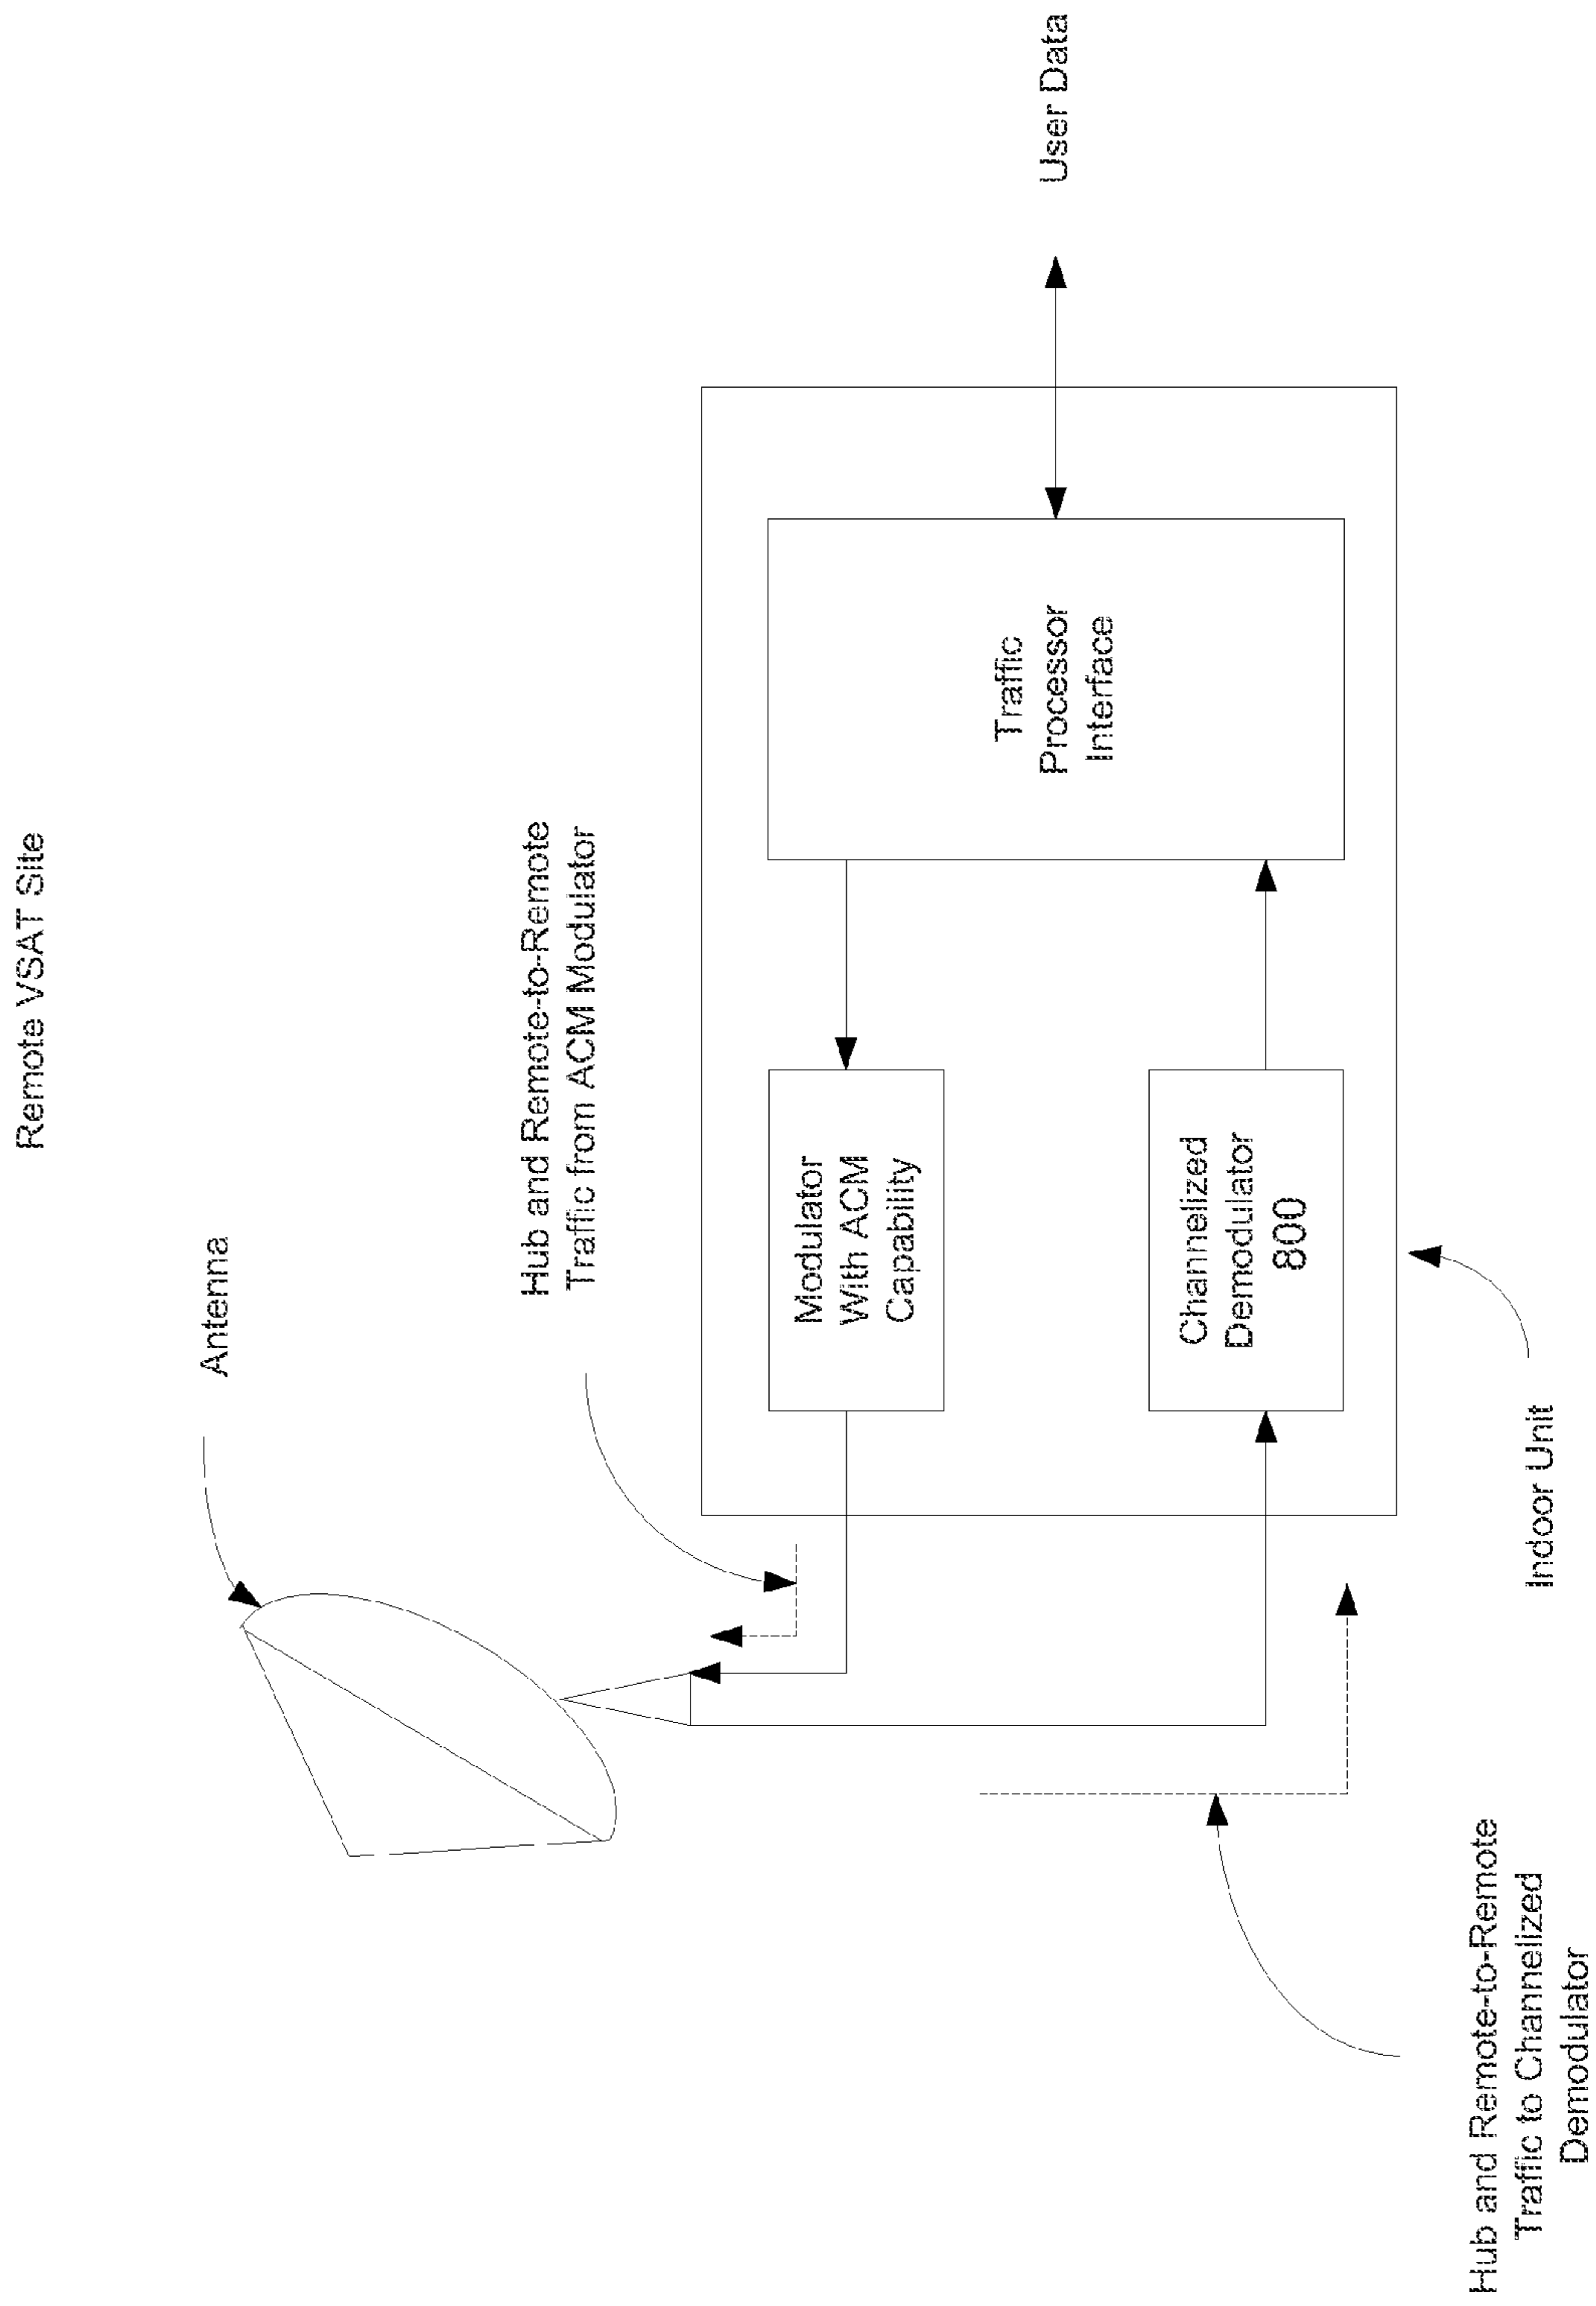 Remote VSAT Site
Antenna
Hub and Remote-to-Remote
Traffic from ACM Modulator
Modulator
With ACM
Capability
Traffic
Processor
Interface
User Data
Channelized
Demodulator
800
Indoor Unit
Hub and Remote-to-Remote
Traffic to Channelized
Demodulator